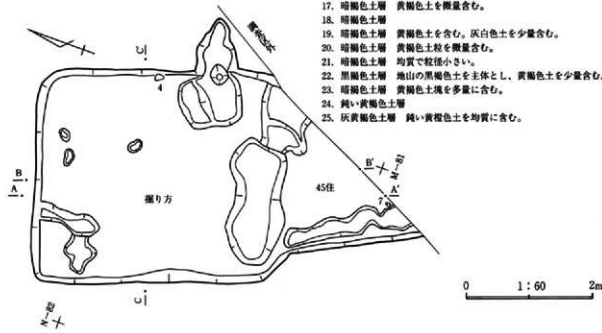 17. 暗褐色土層 黄褐色土を微量含む。
18. 暗褐色土層
19. 暗褐色土層 黄褐色土を含む。灰白色土を少量含む。
20. 暗褐色土層 黄褐色土粒を微量含む。
21. 暗褐色土層 均質で粒径小さい。
22. 黒褐色土層 地山の黒褐色土を主体とし、黄褐色土を少量含む。
23. 暗褐色土層 黄褐色土塊を多量に含む。
24. 鈍い黄褐色土層
25. 灰黄褐色土層 鈍い黄橙色土を均質に含む。
調査区外
C
4
B
A
掘り方
45住
B'
M-81
A'
7
C
N-82
0 1:60 2m